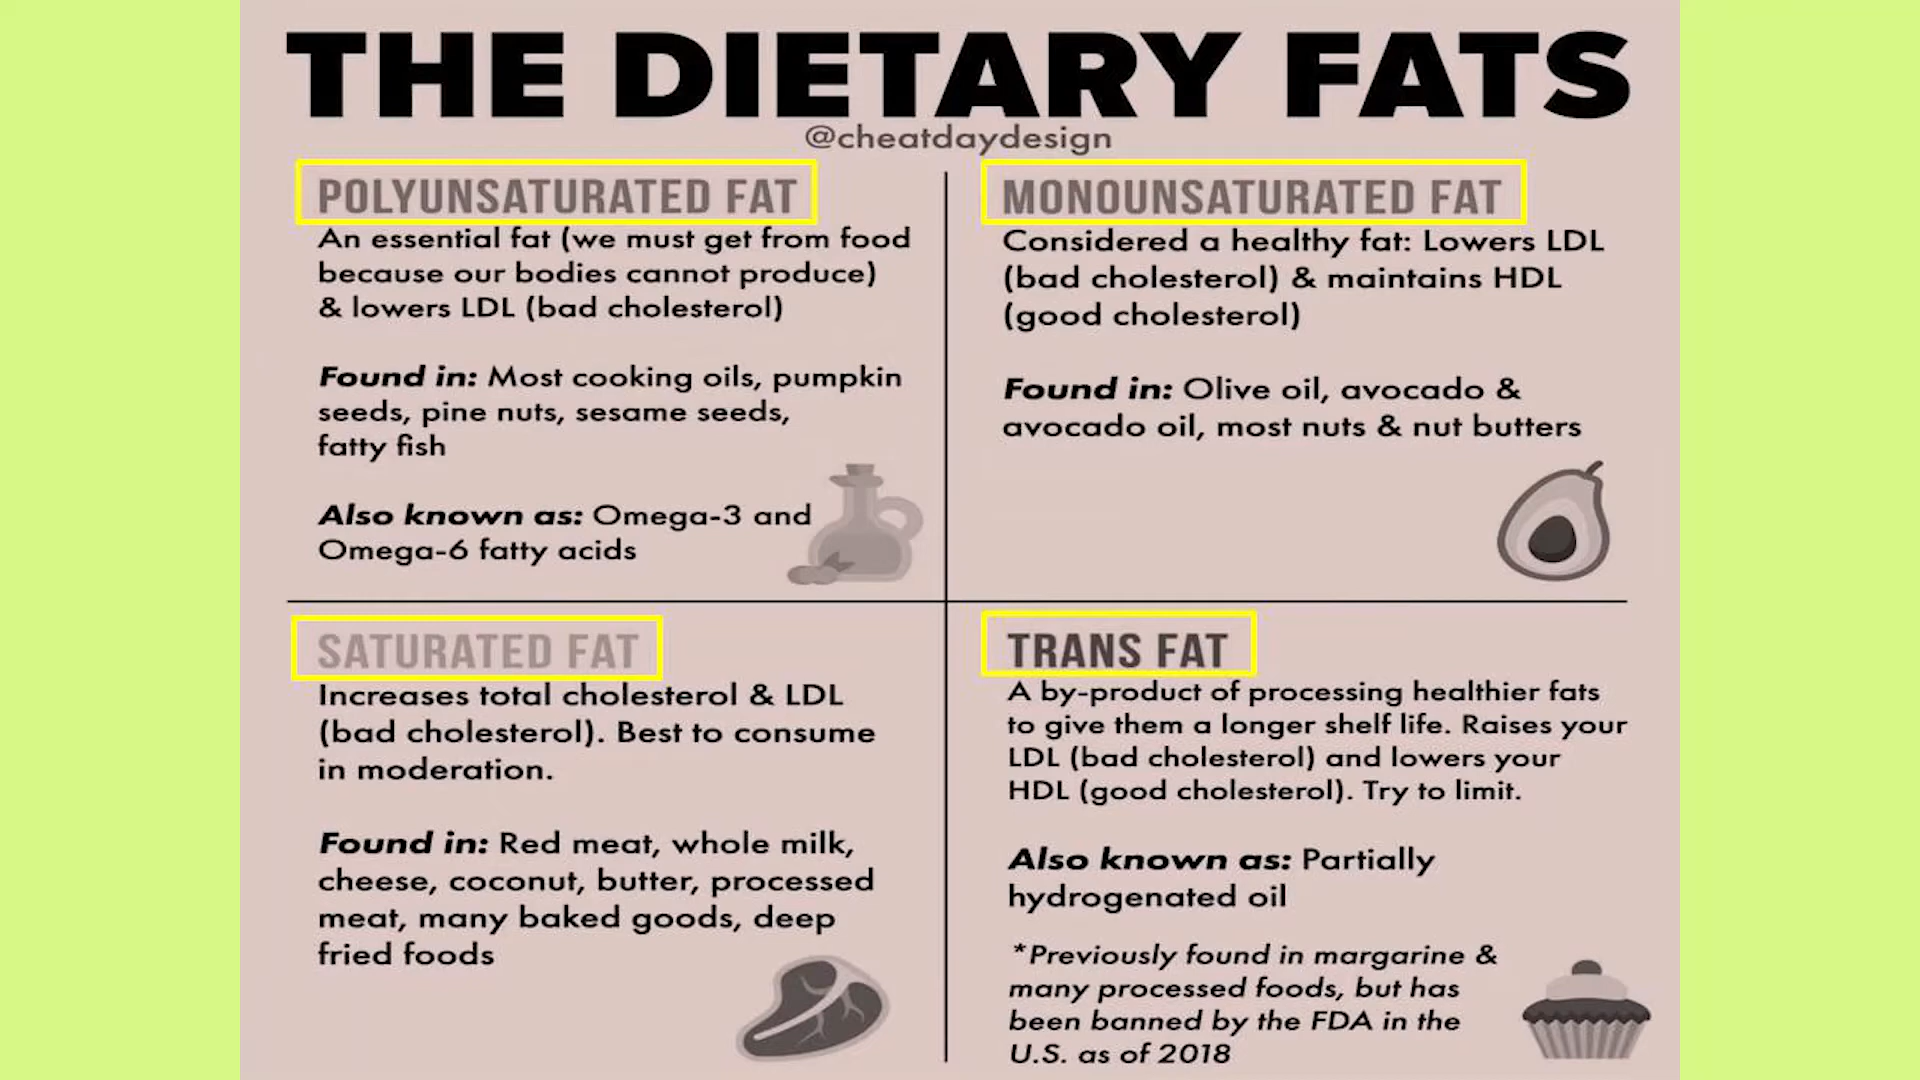 THE DIETARY FATS
@cheatdaydesign
POLYUNSATURATED FAT
An essential fat (we must get from food
because our bodies cannot produce)
& lowers LDL (bad cholesterol)
Found in: Most cooking oils, pumpkin
seeds, pine nuts, sesame seeds,
fatty fish
Also known as: Omega-3 and
Omega-6 fatty acids
MONOUNSATURATED FAT
Considered a healthy fat: Lowers LDL
(bad cholesterol) & maintains HDL
(good cholesterol)
Found in: Olive oil, avocado &
avocado oil, most nuts & nut butters
SATURATED FAT
Increases total cholesterol & LDL
(bad cholesterol). Best to consume
in moderation.
Found in: Red meat, whole milk,
cheese, coconut, butter, processed
meat, many baked goods, deep
fried foods
TRANS FAT
A by-product of processing healthier fats
to give them a longer shelf life. Raises your
LDL (bad cholesterol) and lowers your
HDL (good cholesterol). Try to limit.
Also known as: Partially
hydrogenated oil
*Previously found in margarine &
many processed foods, but has
been banned by the FDA in the
U.S. as of 2018